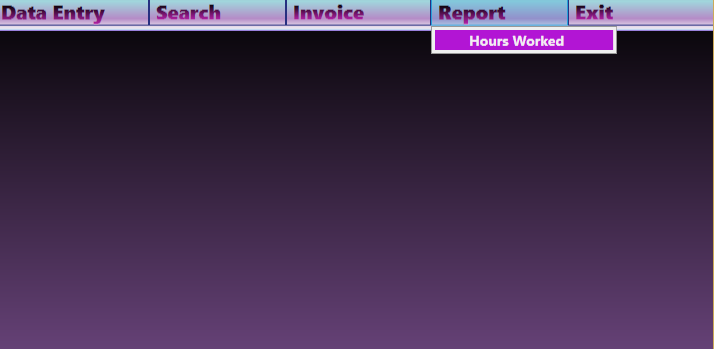 Data Entry Search Invoice Report Exit
Hours Worked